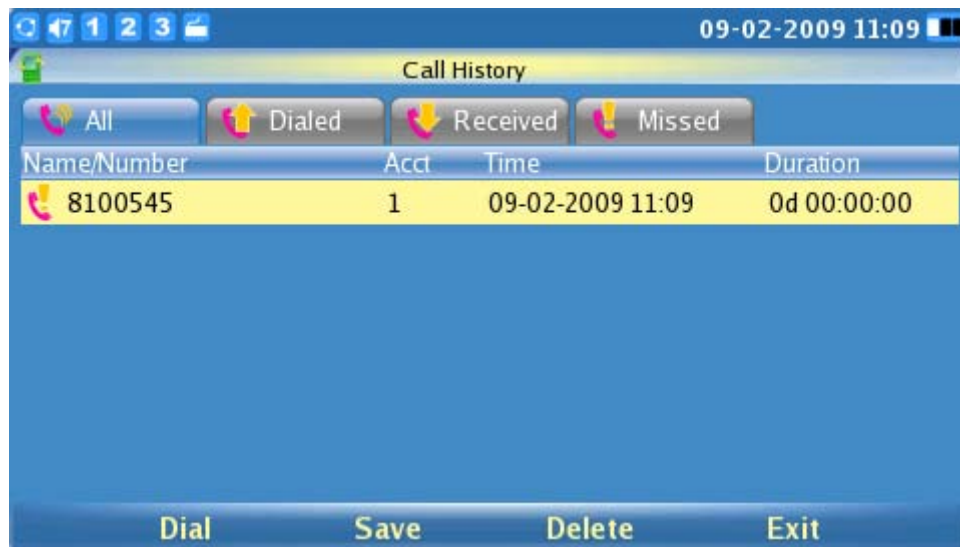 7 1 2 3 09-02-2009 11:09
Call History
All Dialed Received Missed
Name/Number Acct Time Duration
8100545 1 09-02-2009 11:09 0d 00:00:00
Dial Save Delete Exit